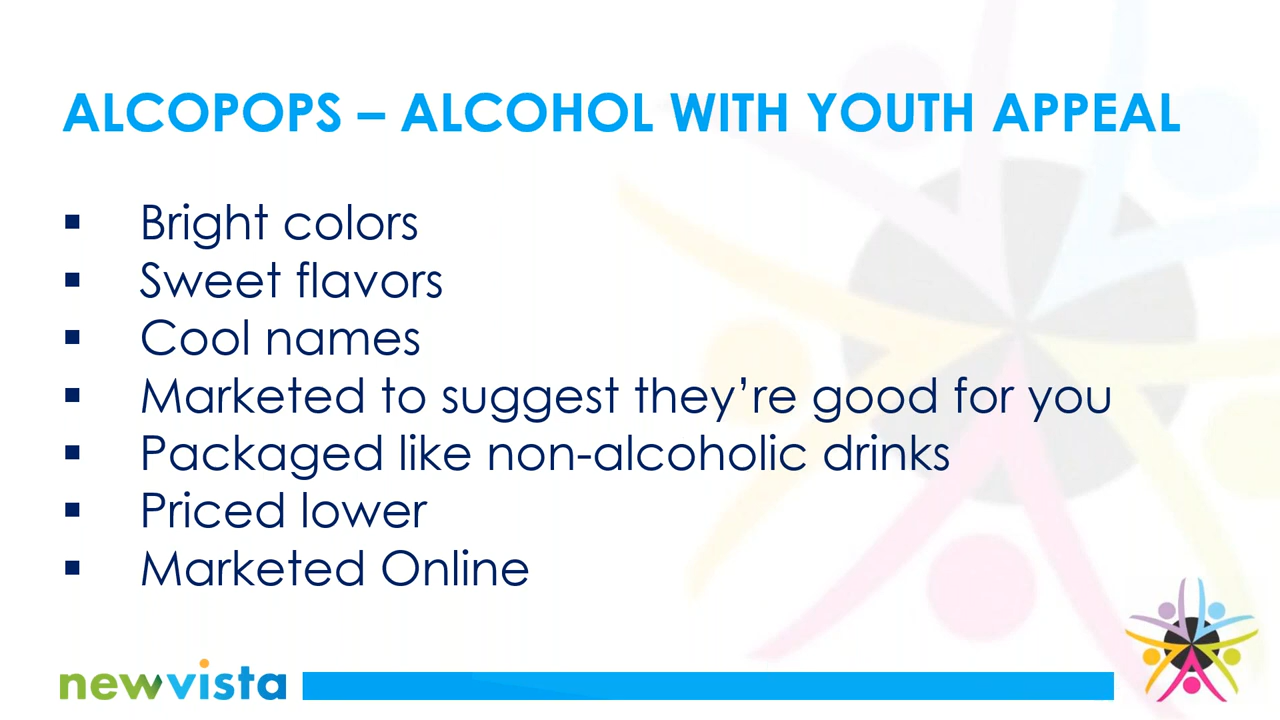 ALCOPOPS – ALCOHOL WITH YOUTH APPEAL
▪ Bright colors
▪ Sweet flavors
▪ Cool names
▪ Marketed to suggest they’re good for you
▪ Packaged like non-alcoholic drinks
▪ Priced lower
▪ Marketed Online
newvista